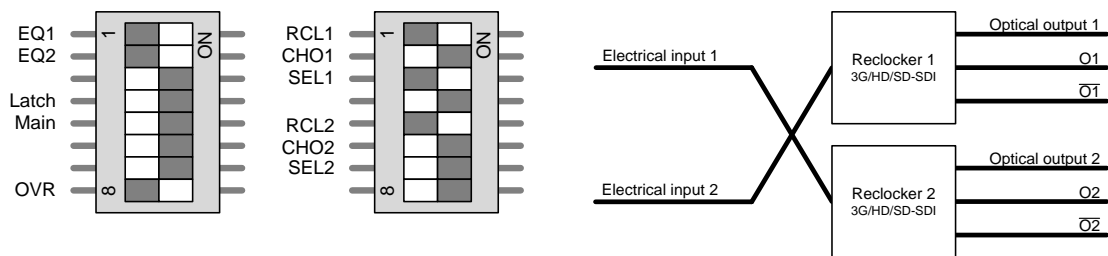 EQ1
EQ2
Latch
Main
OVR
1
8
ON
RCL1
CHO1
SEL1
RCL2
CHO2
SEL2
1
8
ON
Electrical input 1
Electrical input 2
Reclocker 1
3G/HD/SD-SDI
Optical output 1
O1
O1
Reclocker 2
3G/HD/SD-SDI
Optical output 2
O2
O2